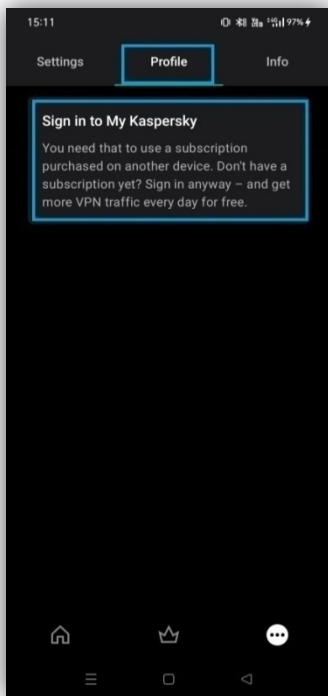 15:11
97%
Settings Profile Info
Sign in to My Kaspersky
You need that to use a subscription
purchased on another device. Don't have a
subscription yet? Sign in anyway – and get
more VPN traffic every day for free.